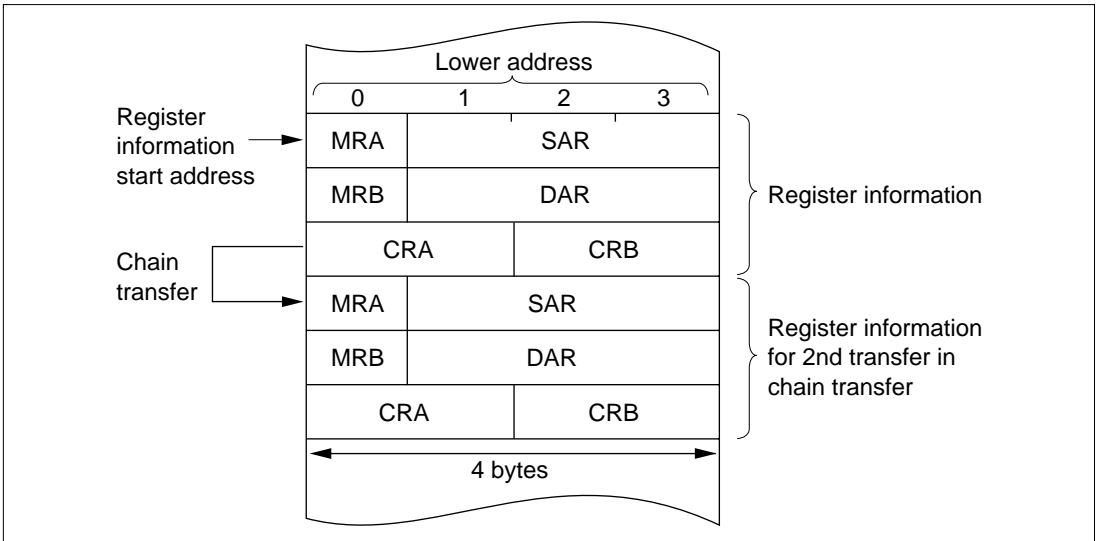 Lower address
0 1 2 3
Register
information
start address
MRA SAR
MRB DAR
Register information
CRA CRB
Chain
transfer
MRA SAR
MRB DAR
Register information
for 2nd transfer in
chain transfer
CRA CRB
4 bytes